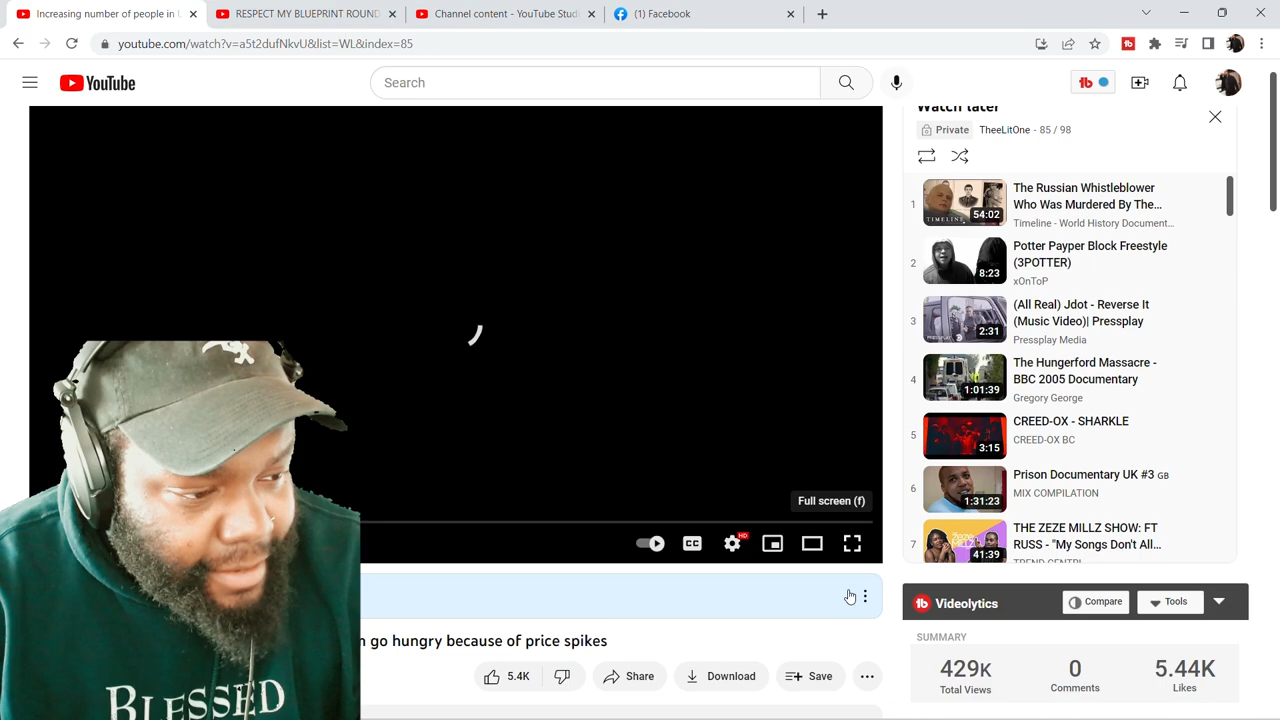 Increasing number of people in
RESPECT MY BLUEPRINT ROUND
Channel content - YouTube Stud
(1) Facebook
youtube.com/watch?v=a5t2dufNkvU&list=WL&index=85
YouTube
Search
Watch later
Private
TheeLitOne - 85 / 98
1
The Russian Whistleblower
Who Was Murdered By The...
Timeline - World History Document...
TIMELINE
54:02
2
Potter Payper Block Freestyle
(3POTTER)
xOnToP
8:23
3
(All Real) Jdot - Reverse It
(Music Video)| Pressplay
Pressplay Media
2:31
4
The Hungerford Massacre -
BBC 2005 Documentary
Gregory George
1:01:39
5
CREED-OX - SHARKLE
CREED-OX BC
3:15
6
Prison Documentary UK #3 GB
MIX COMPILATION
1:31:23
7
THE ZEZE MILLZ SHOW: FT
RUSS - "My Songs Don't All...
TREND CENTRL
41:39
Full screen (f)
CC
HD
go hungry because of price spikes
5.4K
Share
Download
Save
Videolytics
Compare
Tools
SUMMARY
429K
Total Views
0
Comments
5.44K
Likes
BLESSED